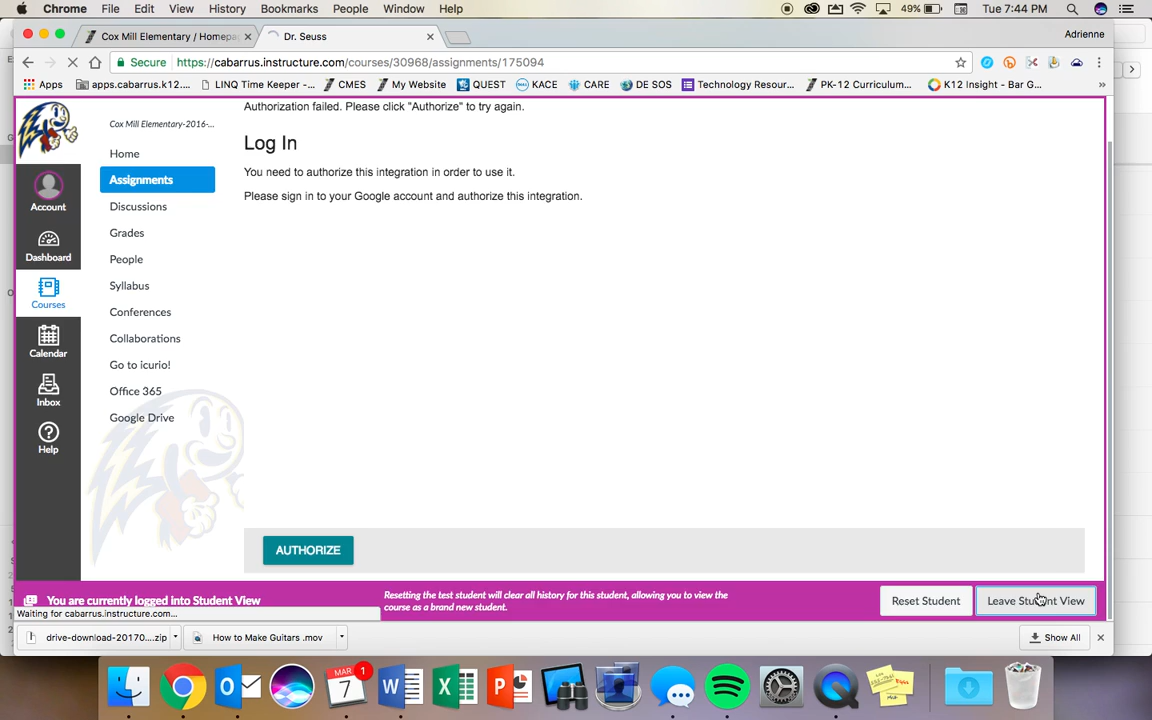 Chrome File Edit View History Bookmarks People Window Help 49% Tue 7:44 PM
Cox Mill Elementary / Homepa Dr. Seuss Adrienne
Secure https://cabarrus.instructure.com/courses/30968/assignments/175094
Apps apps.cabarrus.k12.... LINQ Time Keeper -... CMES My Website QUEST KACE CARE DE SOS Technology Resour... PK-12 Curriculum... K12 Insight - Bar G... »
Authorization failed. Please click "Authorize" to try again.
Cox Mill Elementary-2016-...
Log In
Home
You need to authorize this integration in order to use it.
Assignments
Please sign in to your Google account and authorize this integration.
Account
Discussions
Grades
Dashboard
People
Syllabus
Courses
Conferences
Collaborations
Calendar
Go to icurio!
Office 365
Inbox
Google Drive
Help
AUTHORIZE
You are currently logged into Student View
Resetting the test student will clear all history for this student, allowing you to view the
course as a brand new student.
Reset Student
Leave Student View
Waiting for cabarrus.instructure.com...
drive-download-20170....zip How to Make Guitars .mov Show All
MAR 7 1